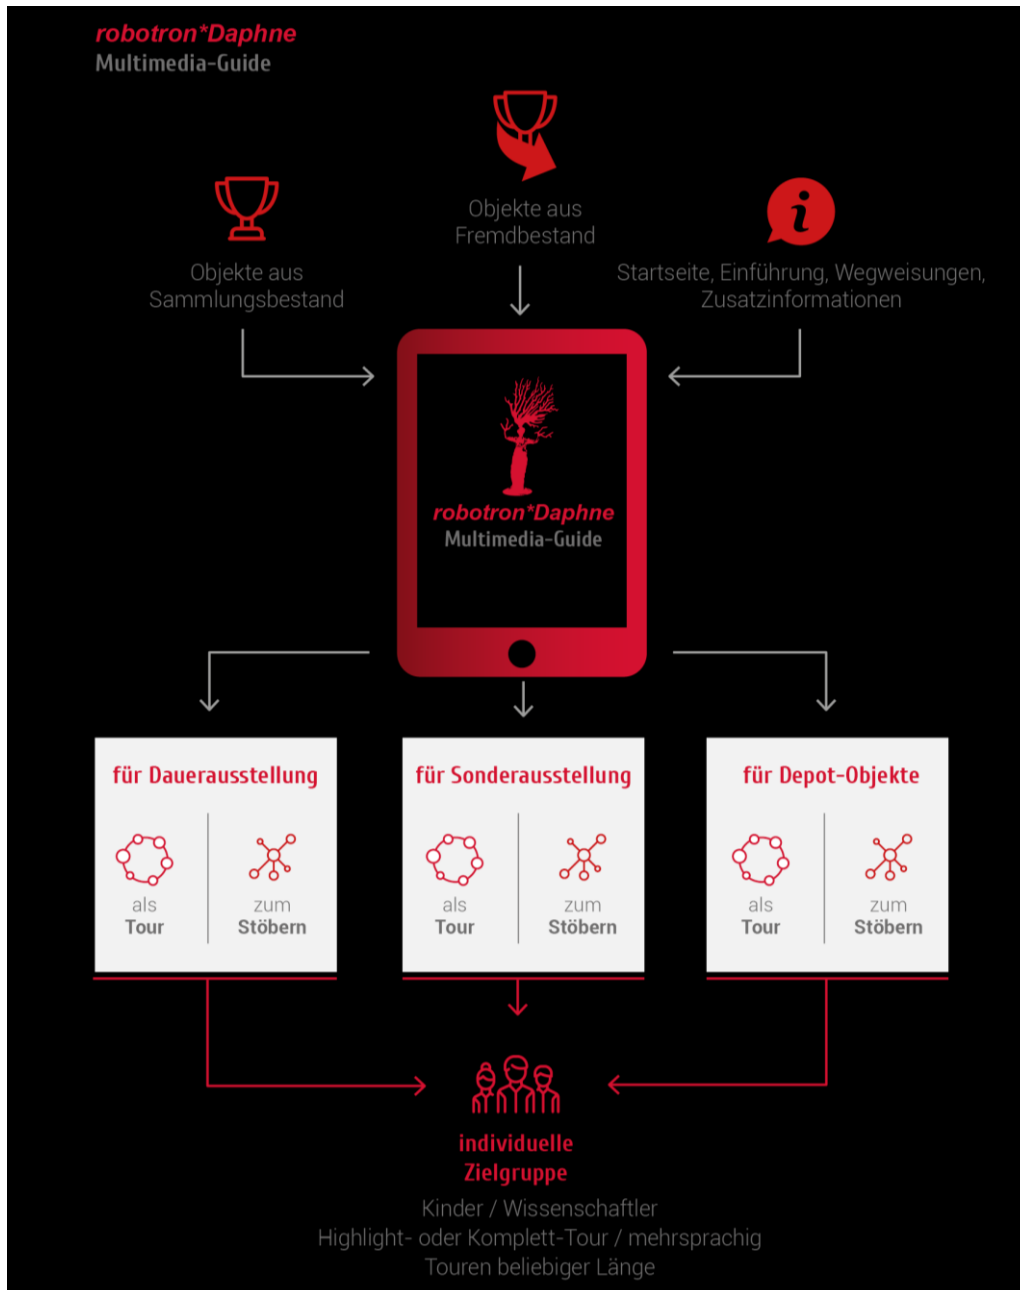 robotron*Daphne
Multimedia-Guide
Objekte aus
Fremdbestand
Objekte aus
Sammlungsbestand
Startseite, Einführung, Wegweisungen,
Zusatzinformationen
robotron*Daphne
Multimedia-Guide
für Dauerausstellung
als
Tour
zum
Stöbern
für Sonderausstellung
als
Tour
zum
Stöbern
für Depot-Objekte
als
Tour
zum
Stöbern
individuelle
Zielgruppe
Kinder / Wissenschaftler
Highlight- oder Komplett-Tour / mehrsprachig
Touren beliebiger Länge